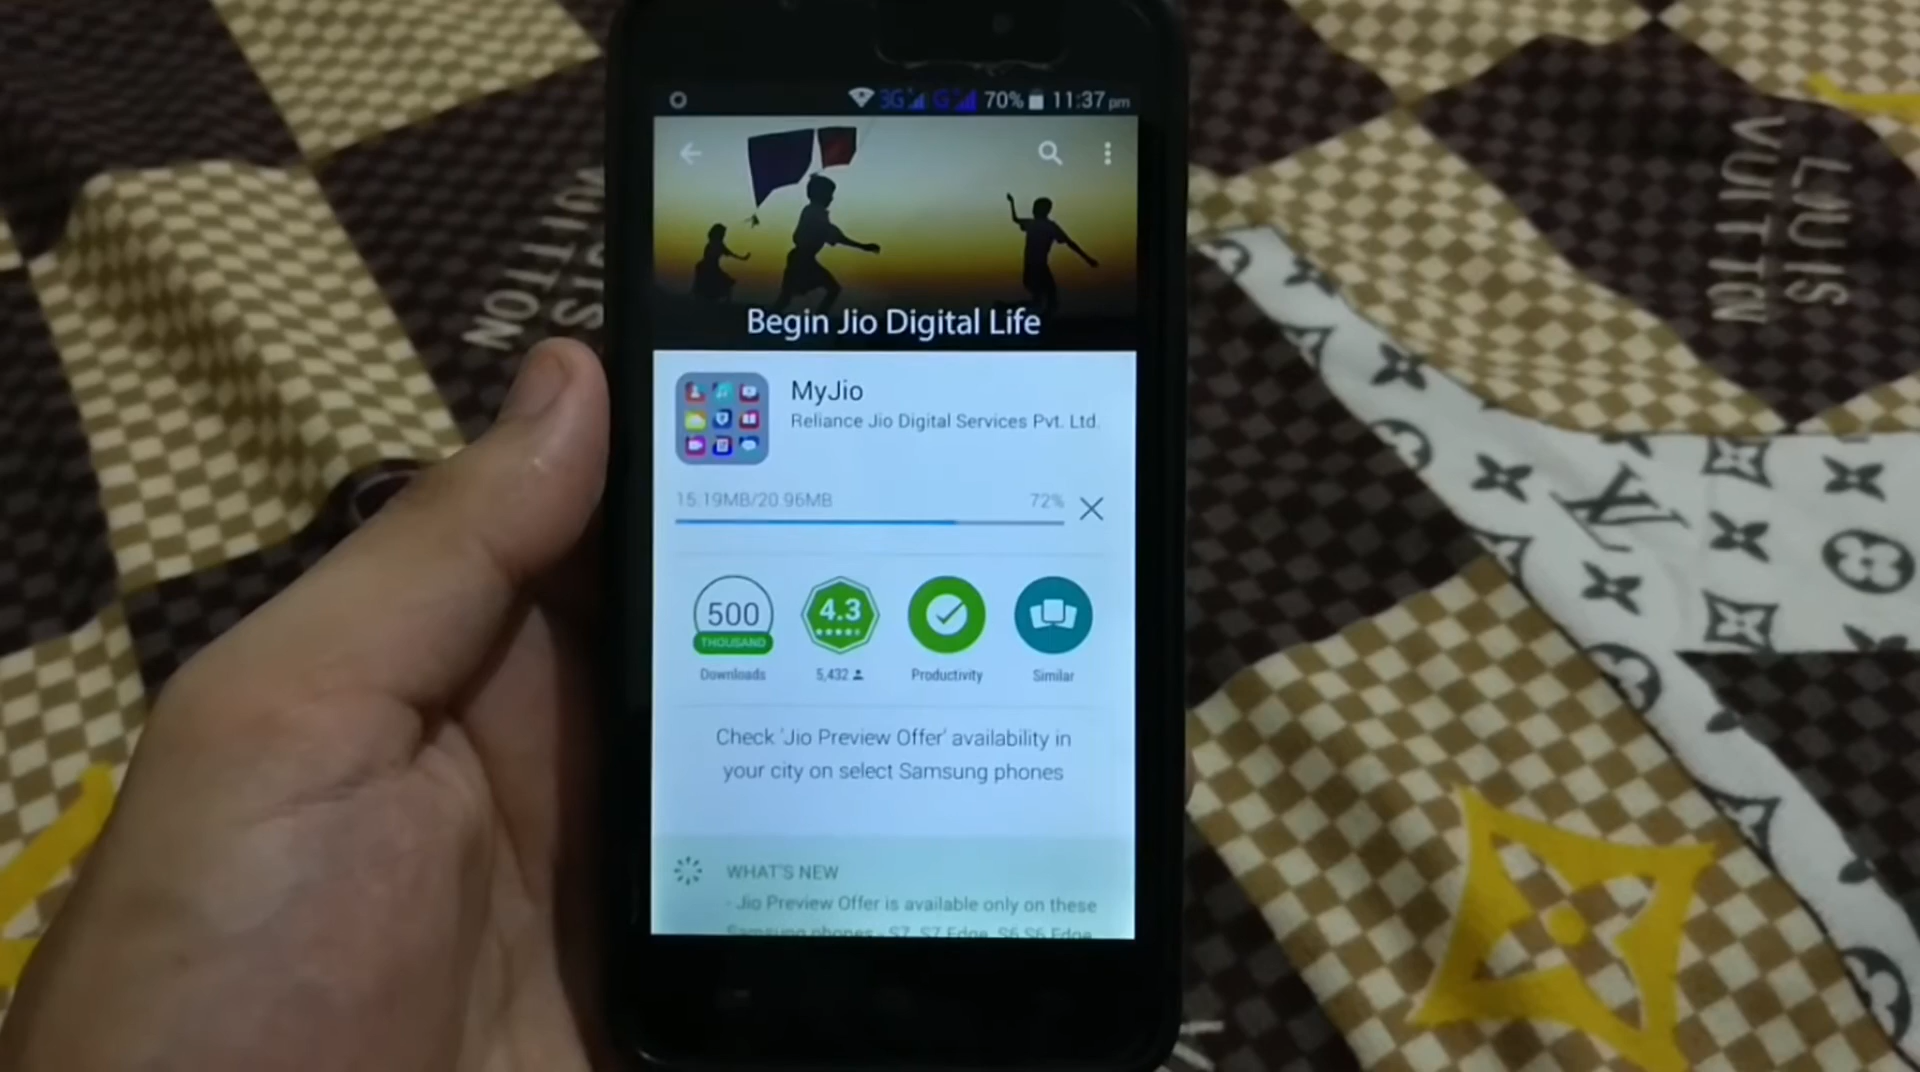 3G G 70% 11:37 pm
Begin Jio Digital Life
MyJio
Reliance Jio Digital Services Pvt. Ltd.
15.19MB/20.96MB 72%
500
THOUSAND
4.3
Downloads 5,432 Productivity Similar
Check 'Jio Preview Offer' availability in
your city on select Samsung phones
WHAT'S NEW
- Jio Preview Offer is available only on these
Samsung phones - S7, S7 Edge, S6 S6 Edge
LOUIS
VUITTON
VUITTON